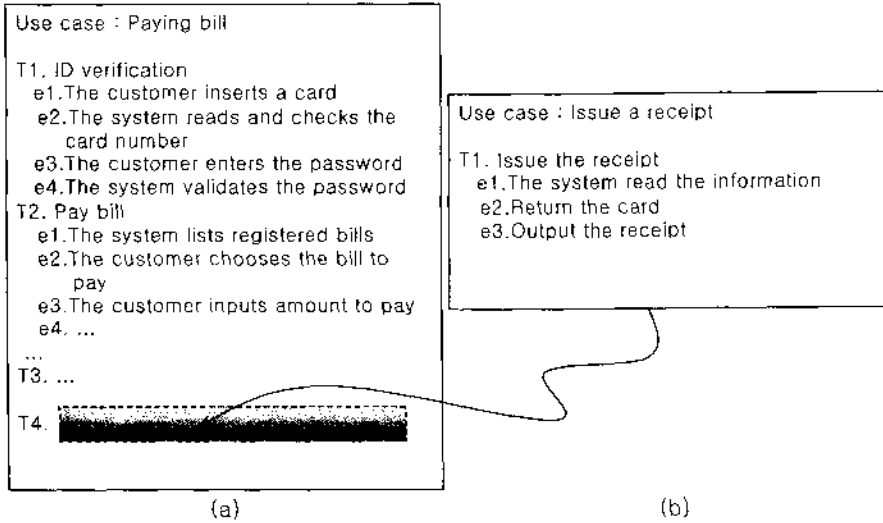 Use case : Paying bill
T1. ID verification
e1.The customer inserts a card
e2.The system reads and checks the
card number
e3.The customer enters the password
e4.The system validates the password
T2. Pay bill
e1.The system lists registered bills
e2.The customer chooses the bill to
pay
e3.The customer inputs amount to pay
e4. ...
...
T3. ...
T4.
(a)
Use case : Issue a receipt
T1. Issue the receipt
e1.The system read the information
e2.Return the card
e3.Output the receipt
(b)